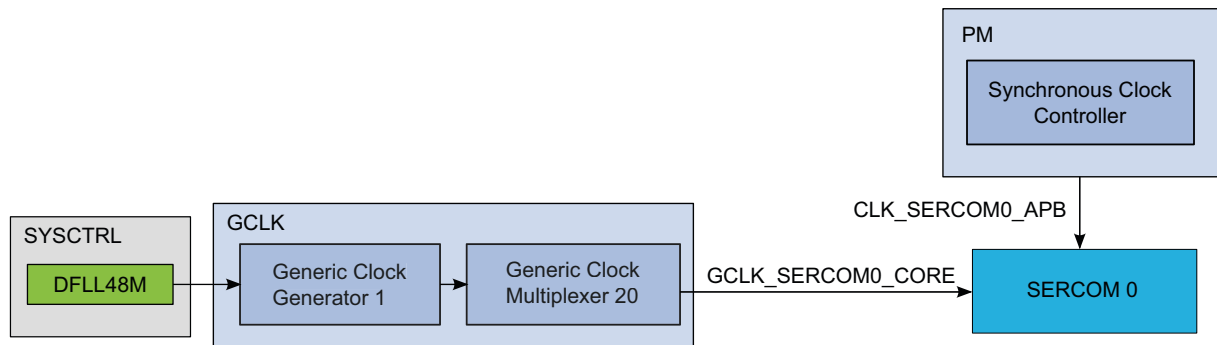 PM
Synchronous Clock
Controller
CLK_SERCOM0_APB
SYSCTRL
DFLL48M
GCLK
Generic Clock
Generator 1
Generic Clock
Multiplexer 20
GCLK_SERCOM0_CORE
SERCOM 0